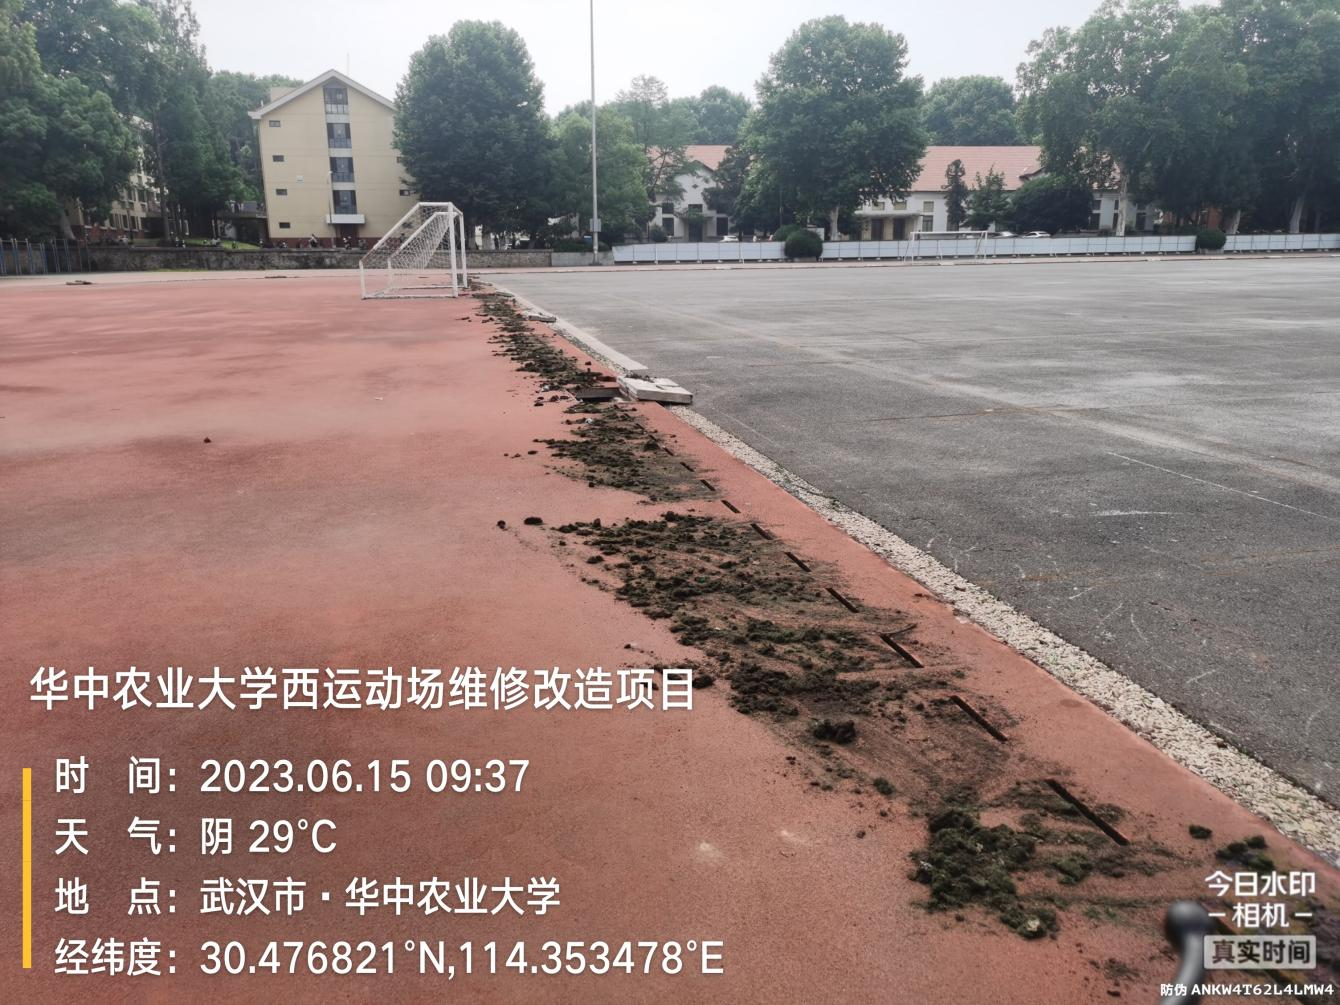 华中农业大学西运动场维修改造项目
时 间：2023.06.15 09:37
天 气：阴 29°C
地 点：武汉市·华中农业大学
经纬度：30.476821°N,114.353478°E
今日水印
-相机-
真实时间
防伪 ANKW4T62L4LMW4